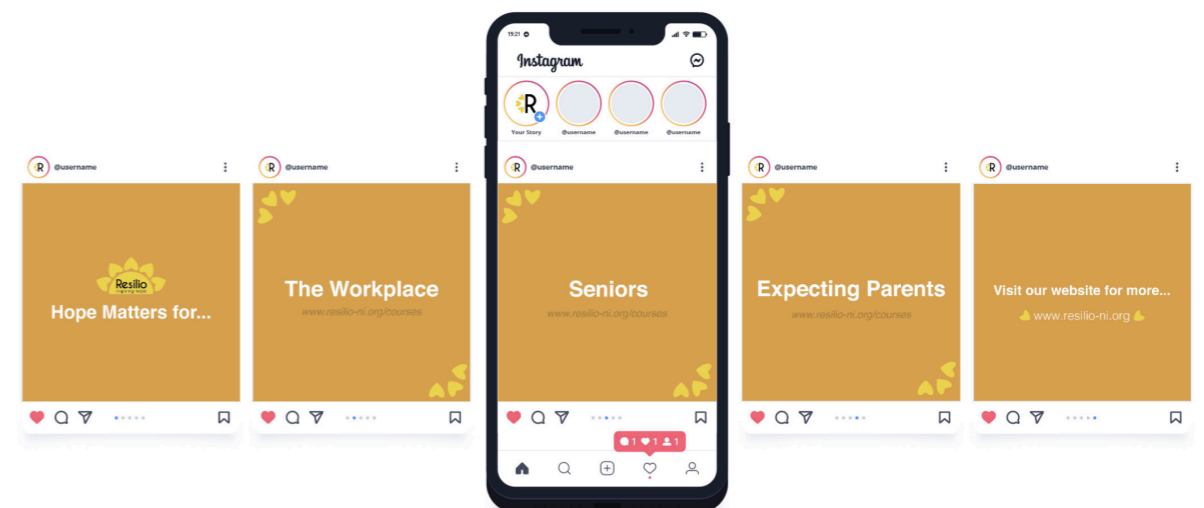 @username
Resilio
Hope Matters for...
@username
The Workplace
www.resilio-ni.org/courses
19:21
Instagram
Your Story
@username
@username
@username
R
@username
Seniors
www.resilio-ni.org/courses
1 1 1
@username
Expecting Parents
www.resilio-ni.org/courses
@username
Visit our website for more...
www.resilio-ni.org